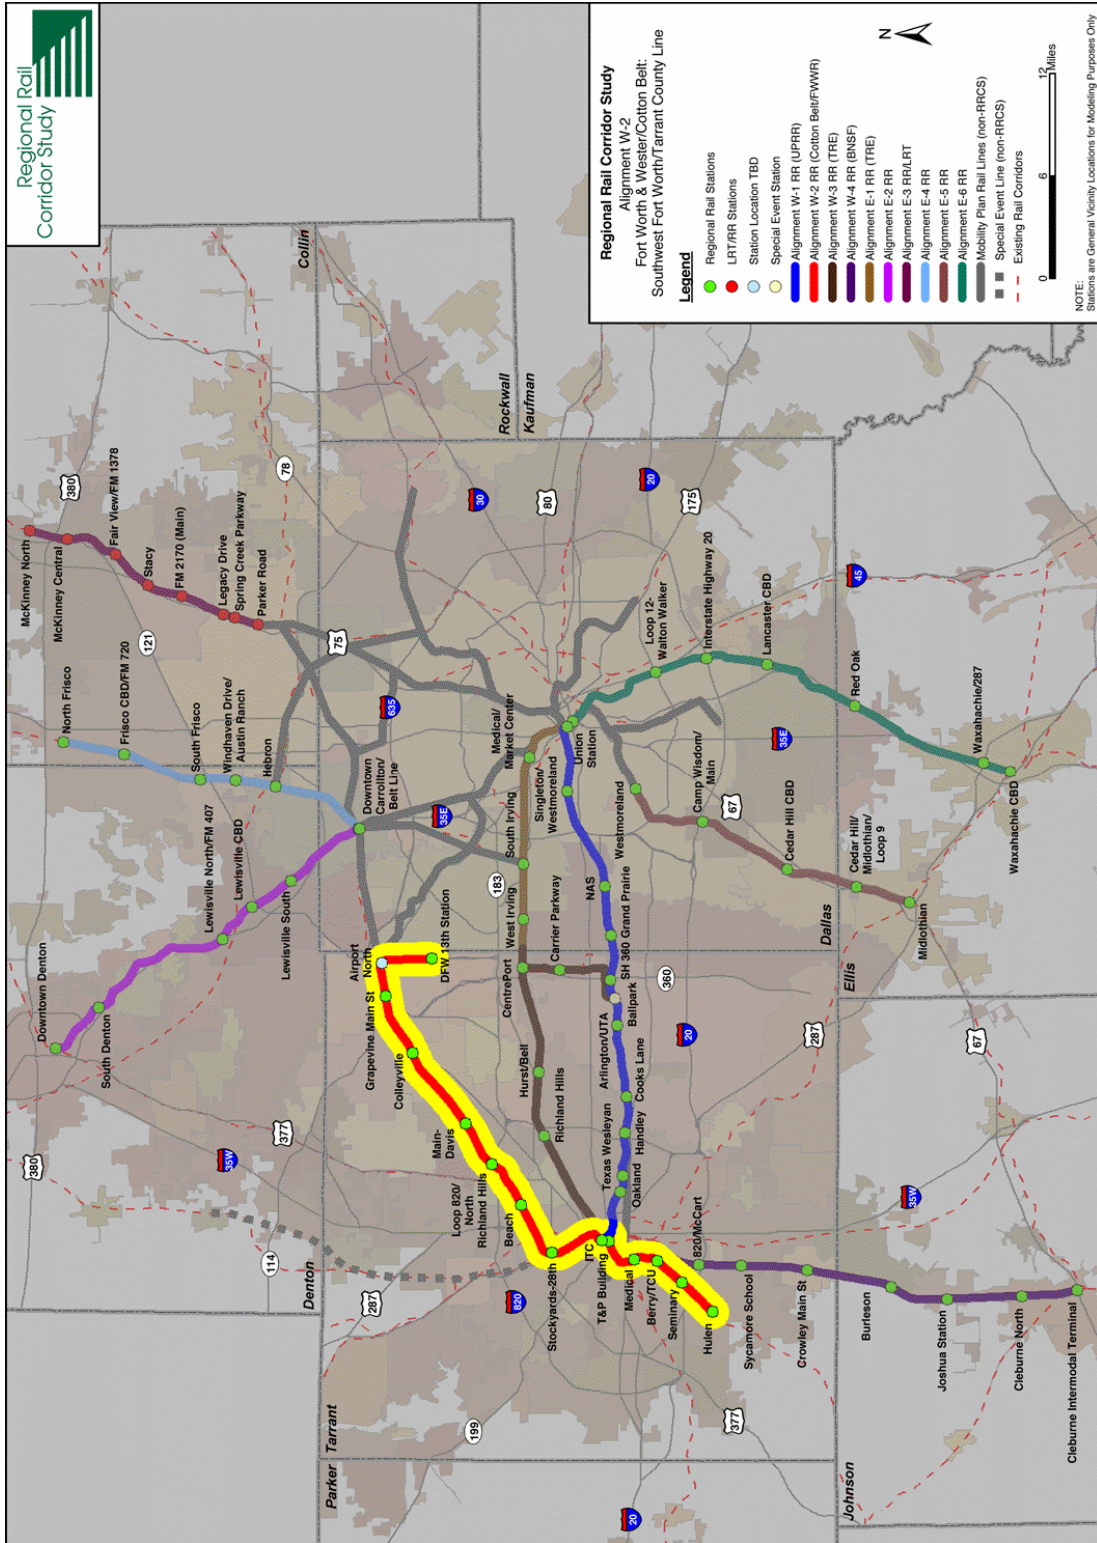 Regional Rail
Corridor Study
Regional Rail Corridor Study
Alignment W-2
Fort Worth & Wester/Cotton Belt:
Southwest Fort Worth/Tarrant County Line
Legend
Regional Rail Stations
LRT/RR Stations
Station Location TBD
Special Event Station
Alignment W-1 RR (UPRR)
Alignment W-2 RR (Cotton Belt/FWWR)
Alignment W-3 RR (TRE)
Alignment W-4 RR (BNSF)
Alignment E-1 RR (TRE)
Alignment E-2 RR
Alignment E-3 RR/LRT
Alignment E-4 RR
Alignment E-5 RR
Alignment E-6 RR
Mobility Plan Rail Lines (non-RRCS)
Special Event Line (non-RRCS)
Existing Rail Corridors
N
0
6
12
Miles
NOTE:
Stations are General Vicinity Locations for Modeling Purposes Only
Collin
Rockwall
Kaufman
Dallas
Ellis
Denton
Parker
Tarrant
Johnson
McKinney North
McKinney Central
Fair View/FM 1378
Stacy
FM 2170 (Main)
Legacy Drive
Spring Creek Parkway
Parker Road
North Frisco
Frisco CBD/FM 720
South Frisco
Windhaven Drive/
Austin Ranch
Hebron
Downtown
Carrollton/
Belt Line
Downtown Denton
South Denton
Lewisville North/FM 407
Lewisville CBD
Lewisville South
Airport
North
DFW 13th Station
Grapevine Main St
Colleyville
Main-
Davis
Loop 820/
North
Richland Hills
Beach
Stockyards-28th
ITC
T&P Building
Medical
Berry/TCU
Seminary
Hulen
Medical/
Market Center
South Irving
West Irving
CentrePort
Carrier Parkway
Hurst/Bell
Richland Hills
Union
Station
Singleton/
Westmoreland
NAS
Grand Prairie
SH 360
Ballpark
Arlington/UTA
Cooks Lane
Handley
Texas Wesleyan
Oakland
Westmoreland
Camp Wisdom/
Main
Cedar Hill CBD
Cedar Hill/
Midlothian/
Loop 9
Midlothian
Loop 12-
Walton Walker
Interstate Highway 20
Lancaster CBD
Red Oak
Waxahachie/287
Waxahachie CBD
820/McCart
Sycamore School
Crowley Main St
Burleson
Joshua Station
Cleburne North
Cleburne Intermodal Terminal
380
78
121
75
635
30
80
20
175
45
35E
67
35E
183
360
20
287
67
380
377
35W
114
287
820
199
377
20
35W